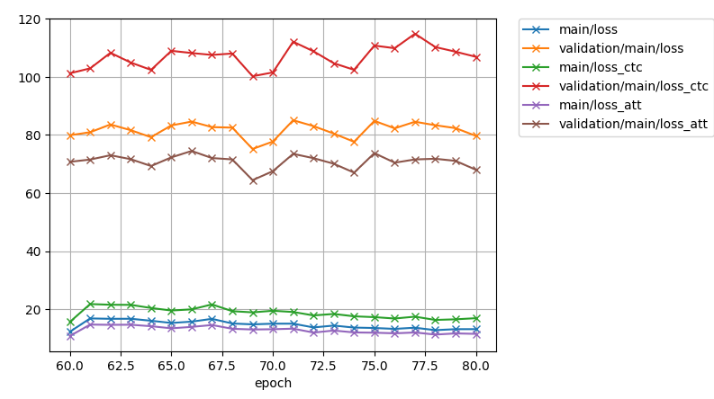 120
100
80
60
40
20
60.0 62.5 65.0 67.5 70.0 72.5 75.0 77.5 80.0
epoch
main/loss
validation/main/loss
main/loss_ctc
validation/main/loss_ctc
main/loss_att
validation/main/loss_att